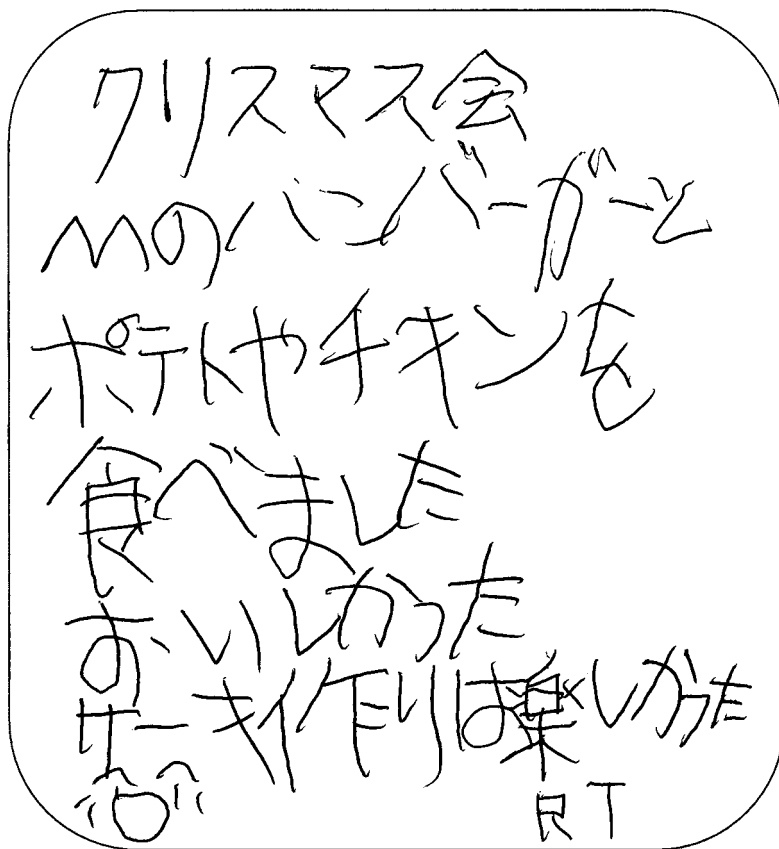 クリスマス会
Mのハンバーガーと
ポテトやチキンを
食べました
おいしかった
ケーキ作りは楽しかった
RT